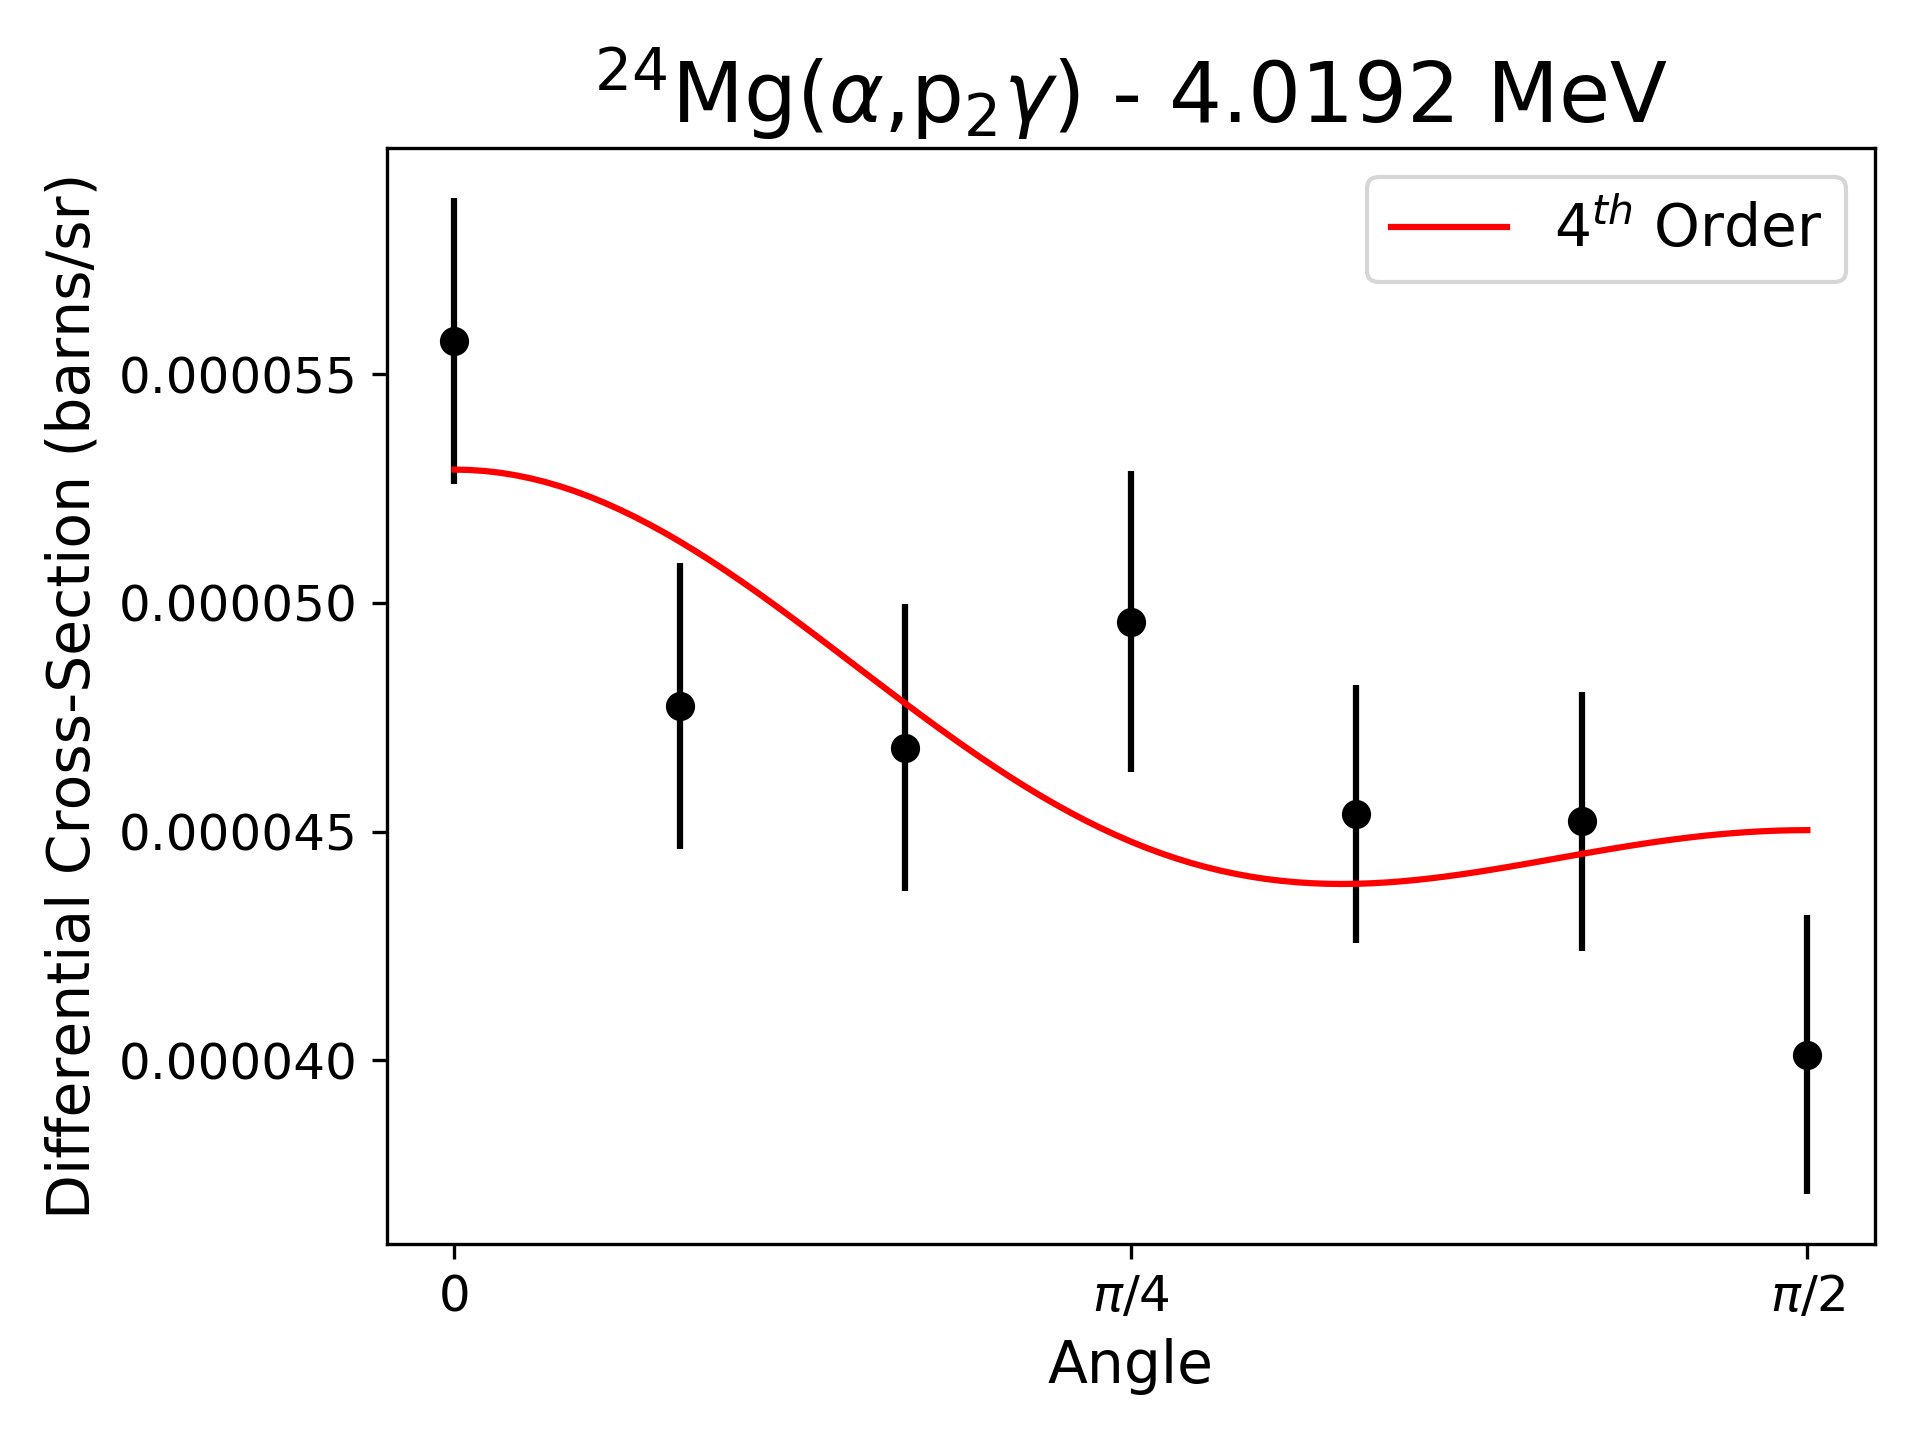 ²⁴Mg(α,p₂γ) - 4.0192 MeV
4ᵗʰ Order
Differential Cross-Section (barns/sr)
0.000055
0.000050
0.000045
0.000040
0
π/4
π/2
Angle